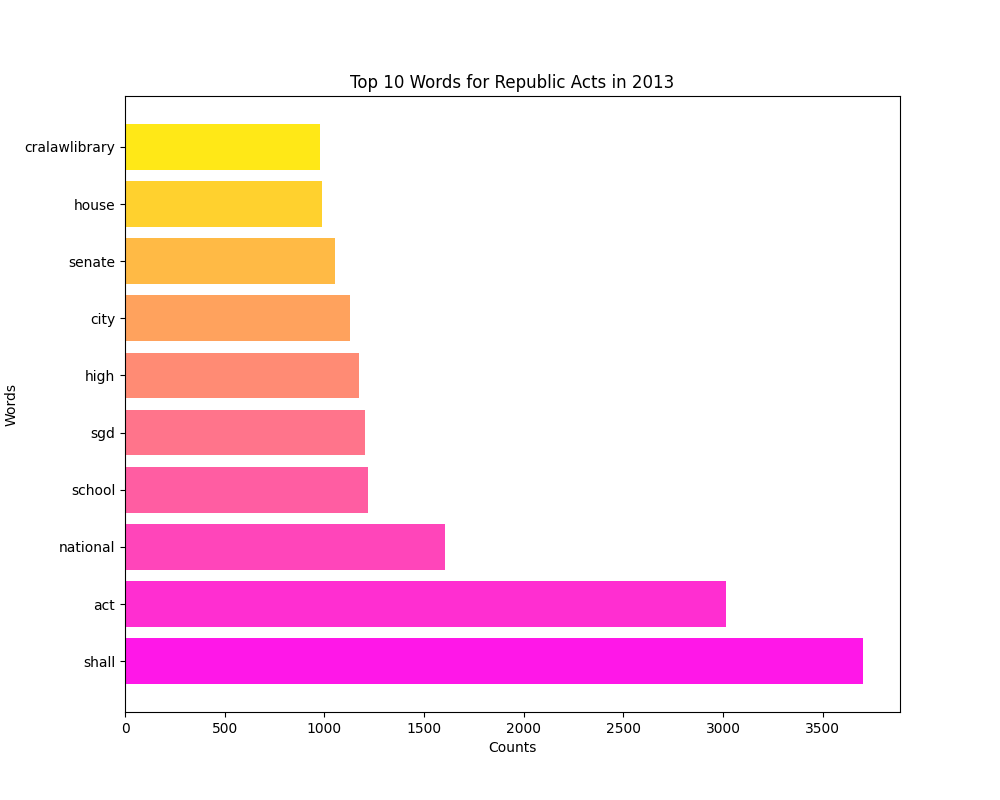 Top 10 Words for Republic Acts in 2013
cralawlibrary
house
senate
city
high
sgd
school
national
act
shall
Words
0 500 1000 1500 2000 2500 3000 3500
Counts